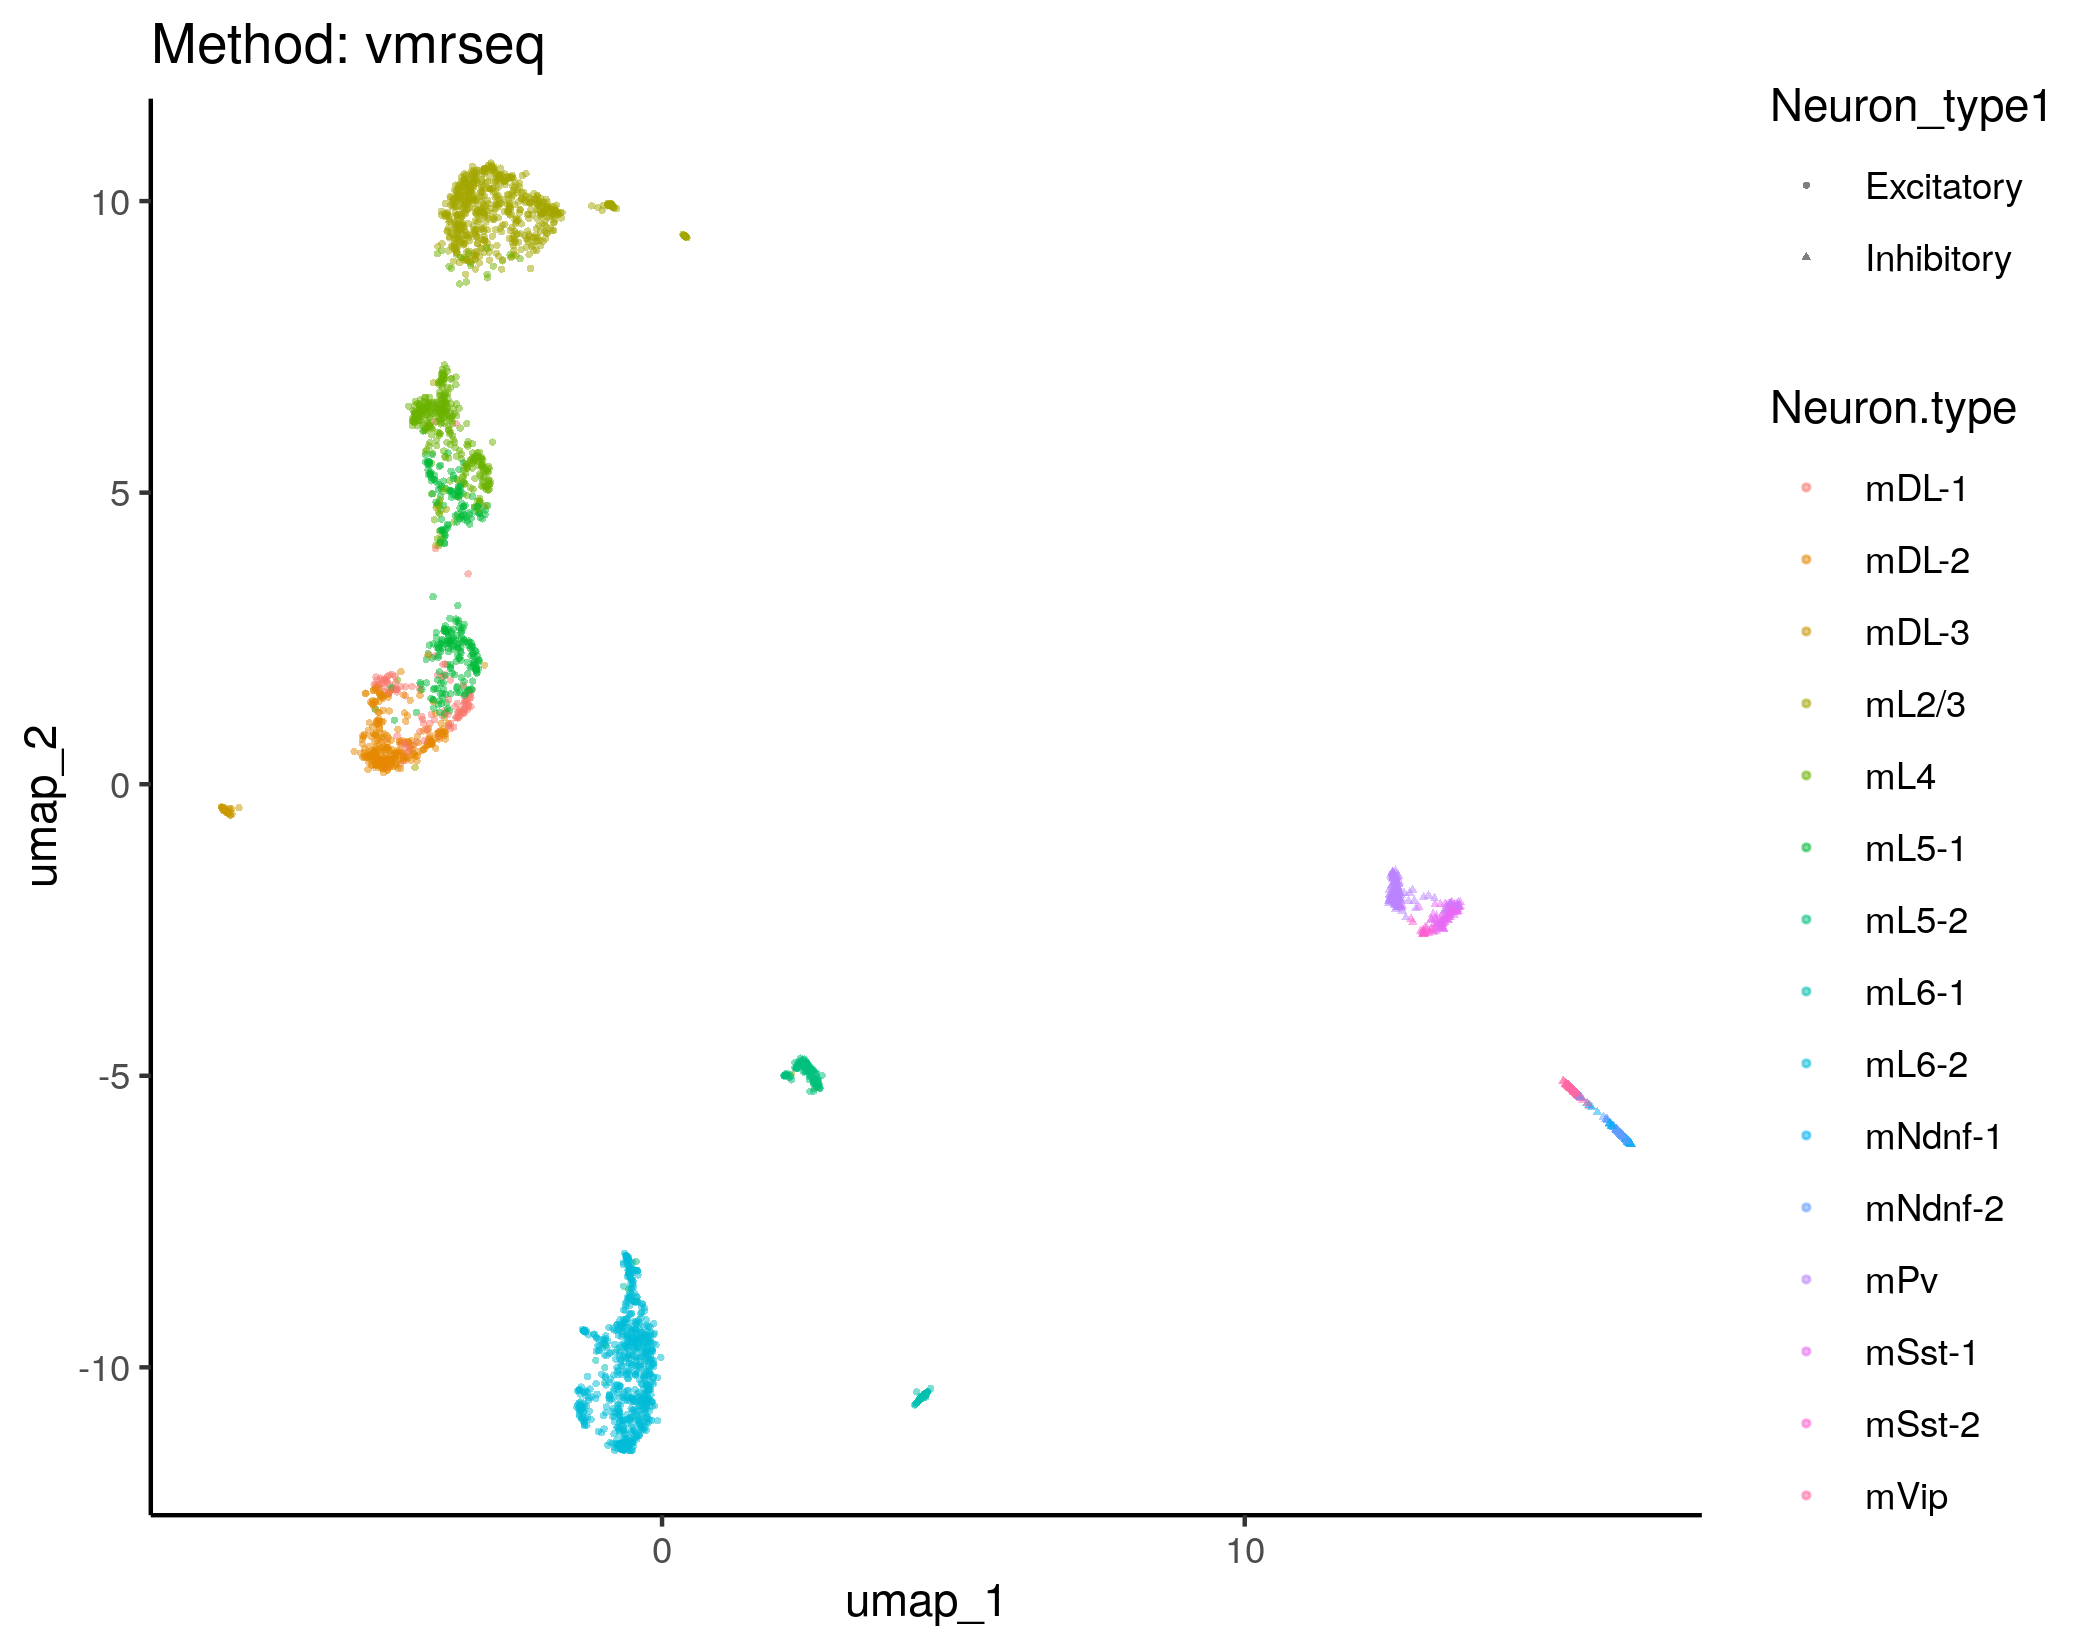 Method: vmrseq
10
5
0
-5
-10
umap_2
0
10
umap_1
Neuron_type1
Excitatory
Inhibitory
Neuron.type
mDL-1
mDL-2
mDL-3
mL2/3
mL4
mL5-1
mL5-2
mL6-1
mL6-2
mNdnf-1
mNdnf-2
mPv
mSst-1
mSst-2
mVip